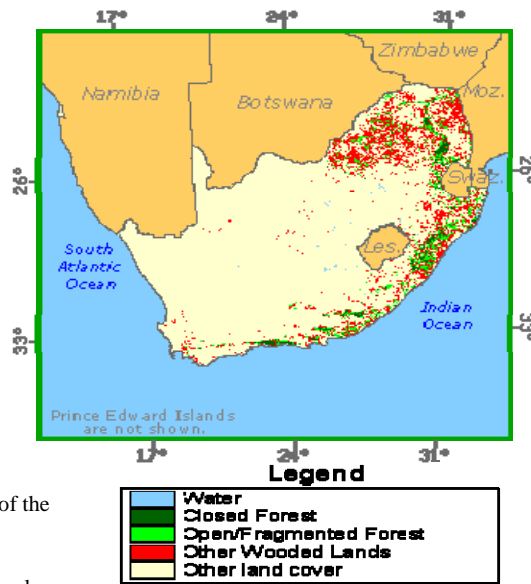 17° 24° 31°
Zimbabwe
Namibia Botswana Moz.
26° 26°
Swaz.
Les.
South
Atlantic
Ocean
Indian
Ocean
33° 33°
Prince Edward Islands
are not shown.
17° 24° 31°
Legend
of the
Water
Closed Forest
Open/Fragmented Forest
Other Wooded Lands
Other land cover